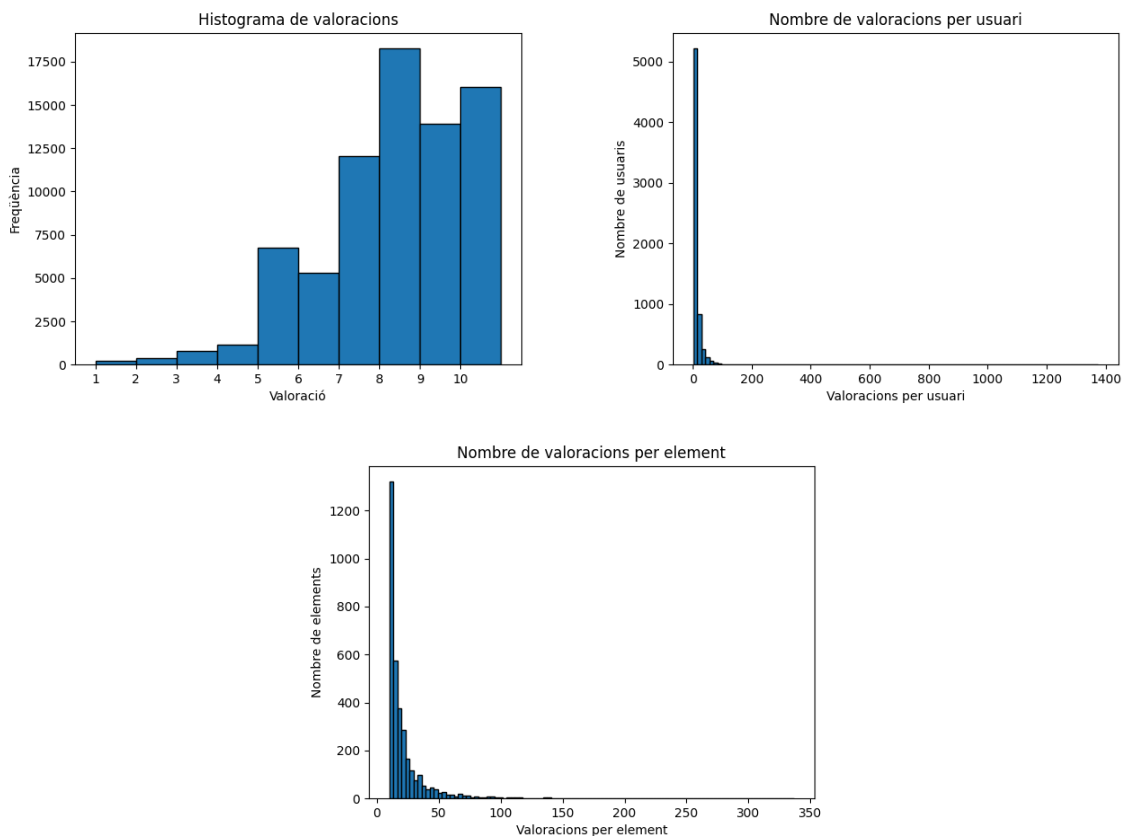 Histograma de valoracions
Freqüència
17500
15000
12500
10000
7500
5000
2500
0
1 2 3 4 5 6 7 8 9 10
Valoració
Nombre de valoracions per usuari
Nombre de usuaris
5000
4000
3000
2000
1000
0
0 200 400 600 800 1000 1200 1400
Valoracions per usuari
Nombre de valoracions per element
Nombre de elements
1200
1000
800
600
400
200
0
0 50 100 150 200 250 300 350
Valoracions per element